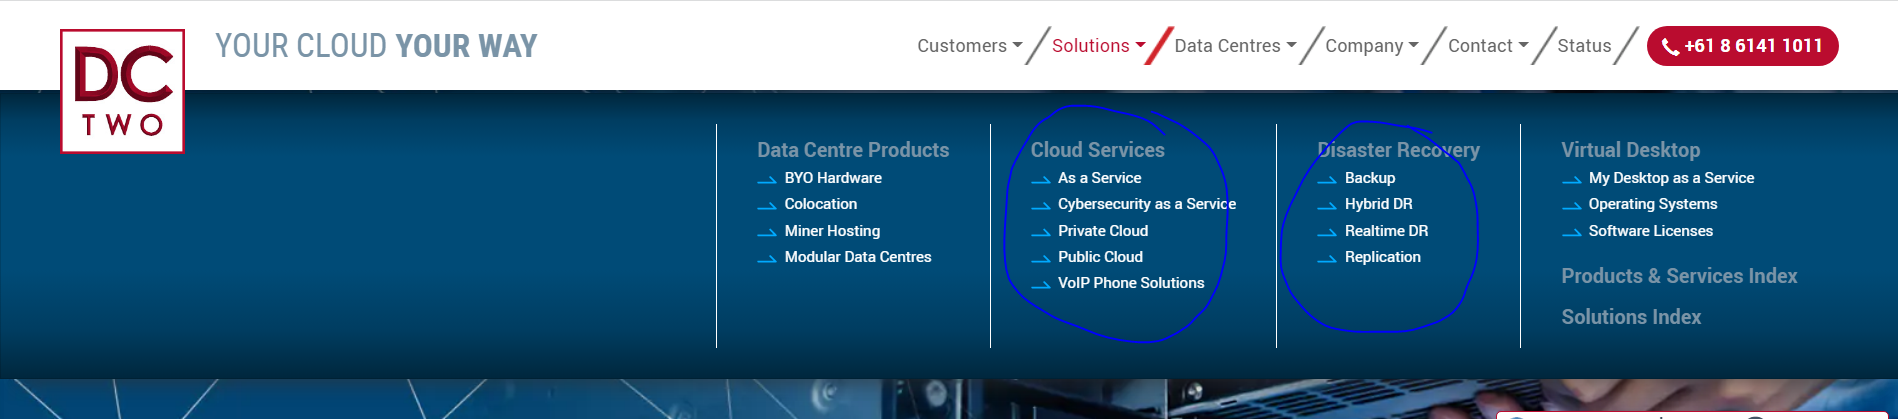 DC
TWO
YOUR CLOUD YOUR WAY
Customers
Solutions
Data Centres
Company
Contact
Status
+61 8 6141 1011
Data Centre Products
BYO Hardware
Colocation
Miner Hosting
Modular Data Centres
Cloud Services
As a Service
Cybersecurity as a Service
Private Cloud
Public Cloud
VoIP Phone Solutions
Disaster Recovery
Backup
Hybrid DR
Realtime DR
Replication
Virtual Desktop
My Desktop as a Service
Operating Systems
Software Licenses
Products & Services Index
Solutions Index